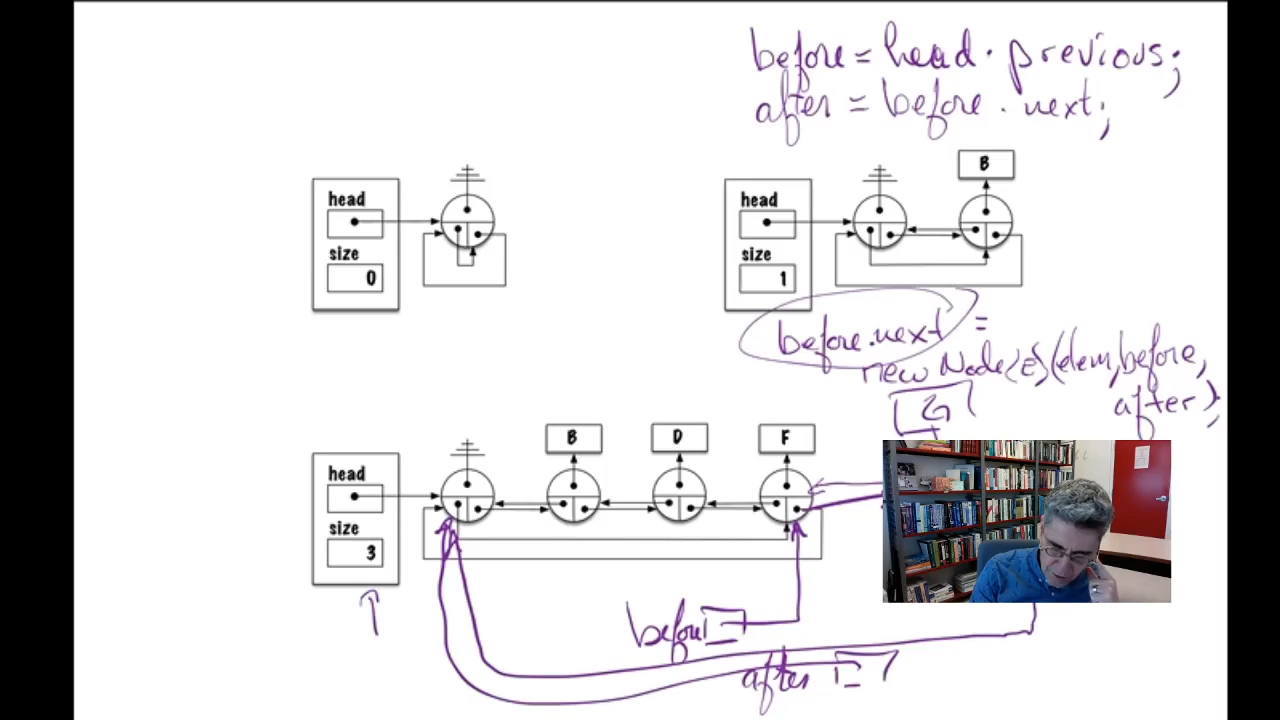 before = head. previous;
after = before . next;
head
size
0
head
size
1
B
before.next =
new Node<E>(elem, before,
after);
G
head
size
3
B
D
F
before
after